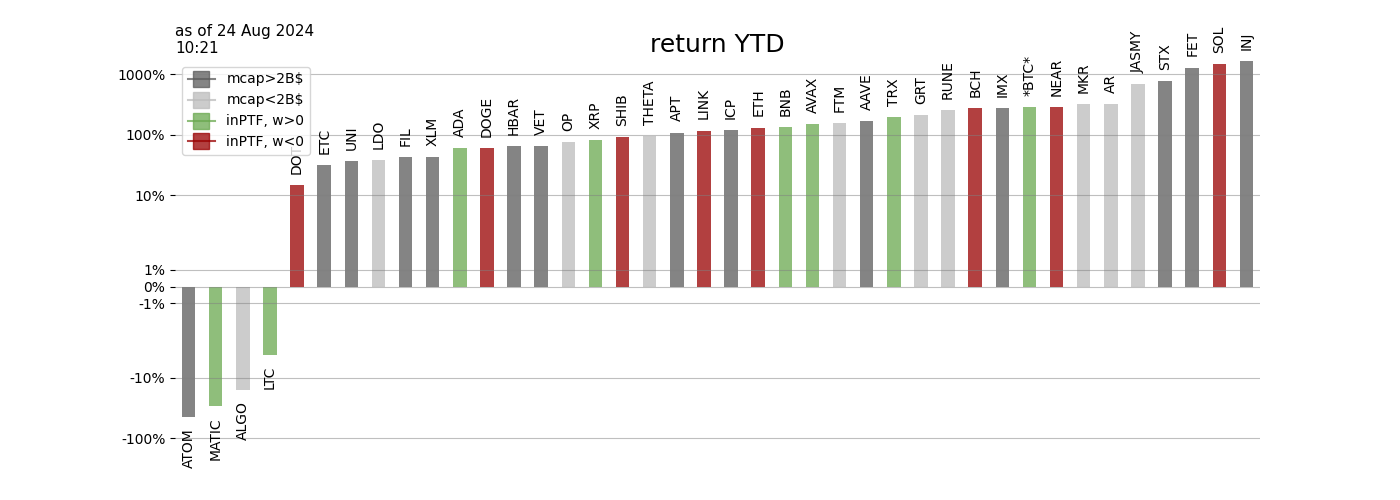 as of 24 Aug 2024
10:21
return YTD
mcap>2B$
mcap<2B$
inPTF, w>0
inPTF, w<0
1000%
100%
10%
1%
0%
-1%
-10%
-100%
ATOM
MATIC
ALGO
LTC
DOT
ETC
UNI
LDO
FIL
XLM
ADA
DOGE
HBAR
VET
OP
XRP
SHIB
THETA
APT
LINK
ICP
ETH
BNB
AVAX
FTM
AAVE
TRX
GRT
RUNE
BCH
IMX
*BTC*
NEAR
MKR
AR
JASMY
STX
FET
SOL
INJ